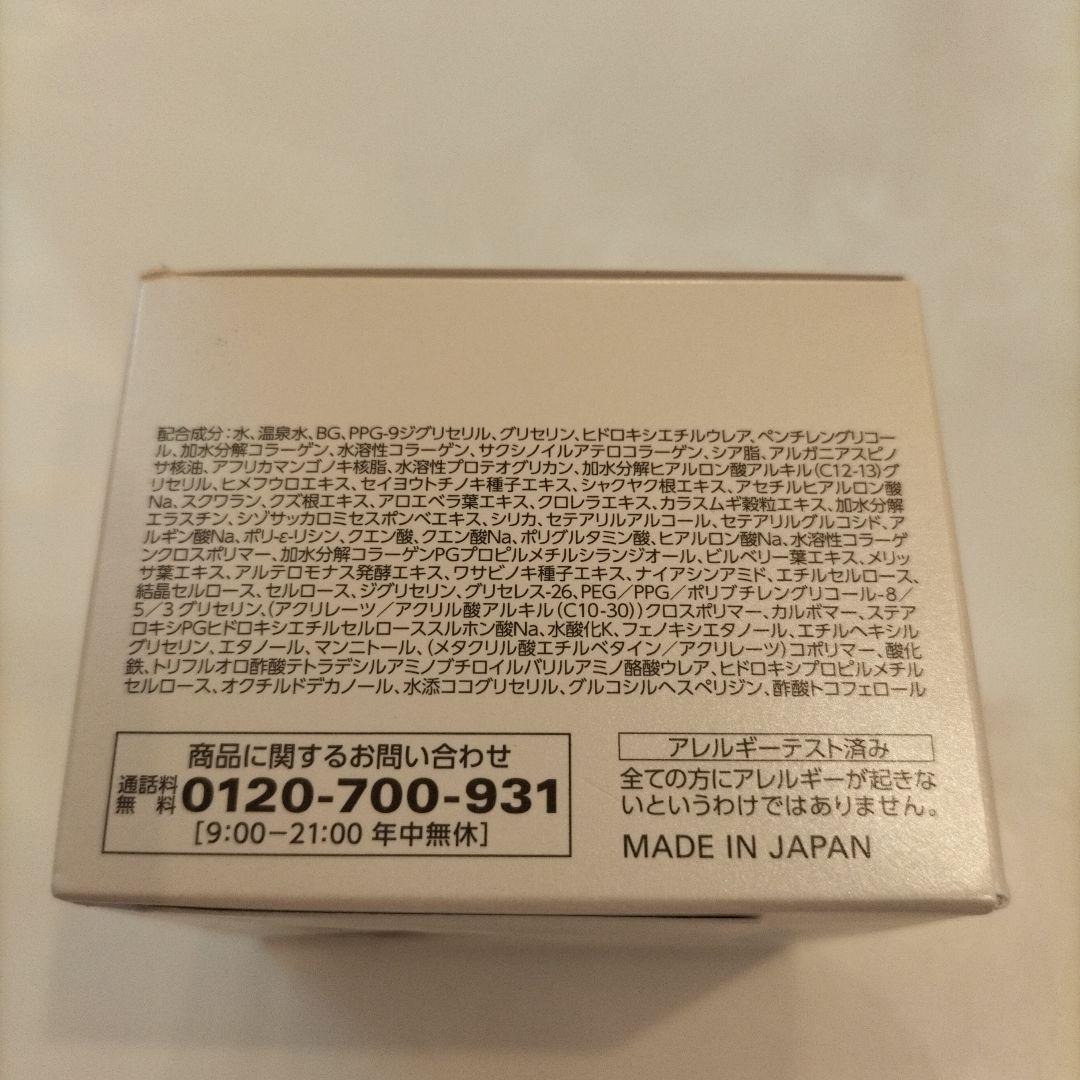 配合成分:水、温泉水、BG、PPG-9ジグリセリル、グリセリン、ヒドロキシエチルウレア、ペンチレングリコー
ル、加水分解コラーゲン、水溶性コラーゲン、サクシノイルアテロコラーゲン、シア脂、アルガニアスピノ
サ核油、アフリカマンゴノキ核脂、水溶性プロテオグリカン、加水分解ヒアルロン酸アルキル(C12-13)グ
リセリル、ヒメフウロエキス、セイヨウトチノキ種子エキス、シャクヤク根エキス、アセチルヒアルロン酸
Na、スクワラン、クズ根エキス、アロエベラ葉エキス、クロレラエキス、カラスムギ穀粒エキス、加水分解
エラスチン、シゾサッカロミセスポンベエキス、シリカ、セテアリルアルコール、セテアリルグルコシド、ア
ルギン酸Na、ポリ-ε-リシン、クエン酸、クエン酸Na、ポリグルタミン酸、ヒアルロン酸Na、水溶性コラーゲ
ンクロスポリマー、加水分解コラーゲンPGプロピルメチルシランジオール、ビルベリー葉エキス、メリッ
サ葉エキス、アルテロモナス発酵エキス、ワサビノキ種子エキス、ナイアシンアミド、エチルセルロース、
結晶セルロース、セルロース、ジグリセリン、グリセレス-26、PEG/PPG/ポリブチレングリコール-8/
5/3 グリセリン、(アクリレーツ/アクリル酸アルキル(C10-30))クロスポリマー、カルボマー、ステア
ロキシPGヒドロキシエチルセルローススルホン酸Na、水酸化K、フェノキシエタノール、エチルヘキシル
グリセリン、エタノール、マンニトール、(メタクリル酸エチルベタイン/アクリレーツ)コポリマー、酸化
鉄、トリフルオロ酢酸テトラデシルアミノブチロイルバリルアミノ酪酸ウレア、ヒドロキシプロピルメチル
セルロース、オクチルドデカノール、水添ココグリセリル、グルコシルヘスペリジン、酢酸トコフェロール
商品に関するお問い合わせ
通話料
無 料 0120-700-931
[9:00−21:00 年中無休]
アレルギーテスト済み
全ての方にアレルギーが起きな
いというわけではありません。
MADE IN JAPAN